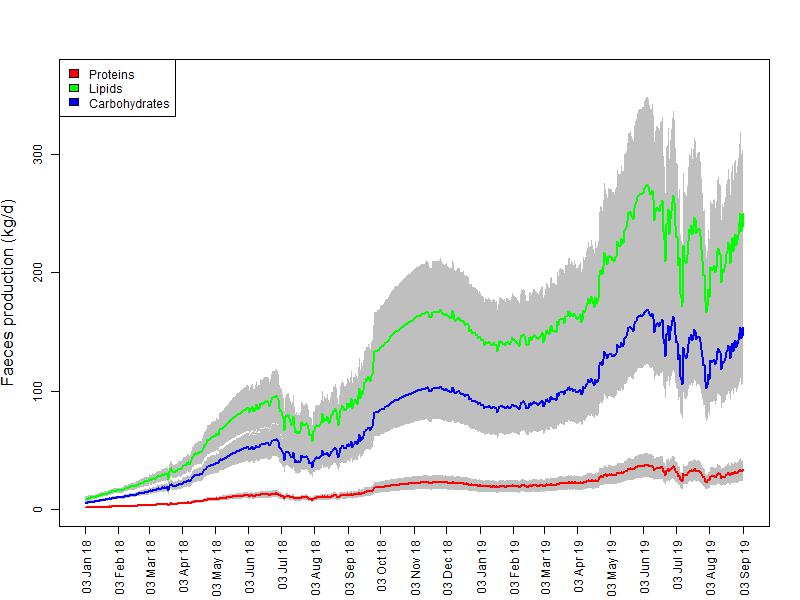 Proteins
Lipids
Carbohydrates
Faeces production (kg/d)
300
200
100
0
03 Jan 18
03 Feb 18
03 Mar 18
03 Apr 18
03 May 18
03 Jun 18
03 Jul 18
03 Aug 18
03 Sep 18
03 Oct 18
03 Nov 18
03 Dec 18
03 Jan 19
03 Feb 19
03 Mar 19
03 Apr 19
03 May 19
03 Jun 19
03 Jul 19
03 Aug 19
03 Sep 19